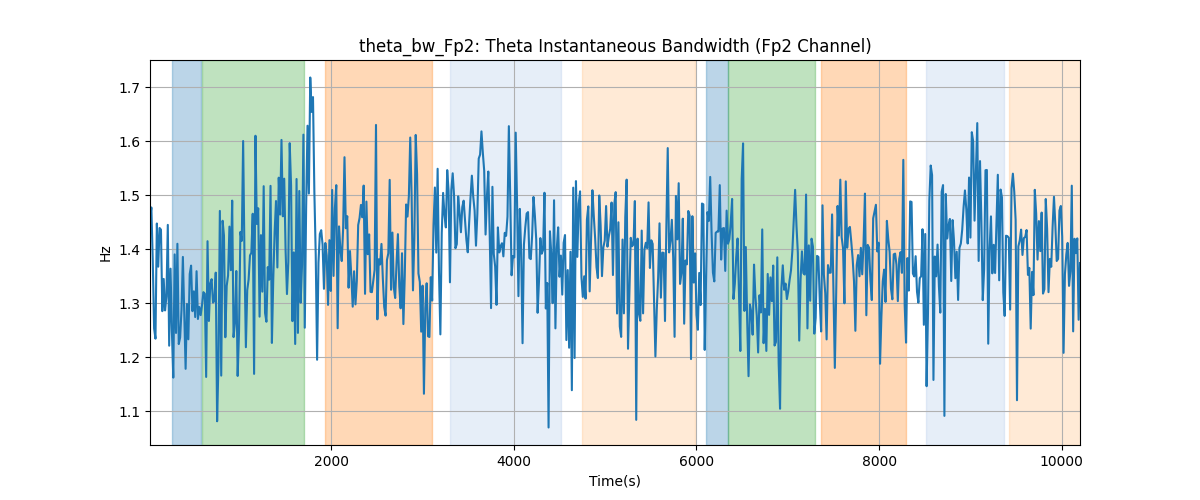 theta_bw_Fp2: Theta Instantaneous Bandwidth (Fp2 Channel)
1.7
1.6
1.5
1.4
1.3
1.2
1.1
Hz
2000 4000 6000 8000 10000
Time(s)